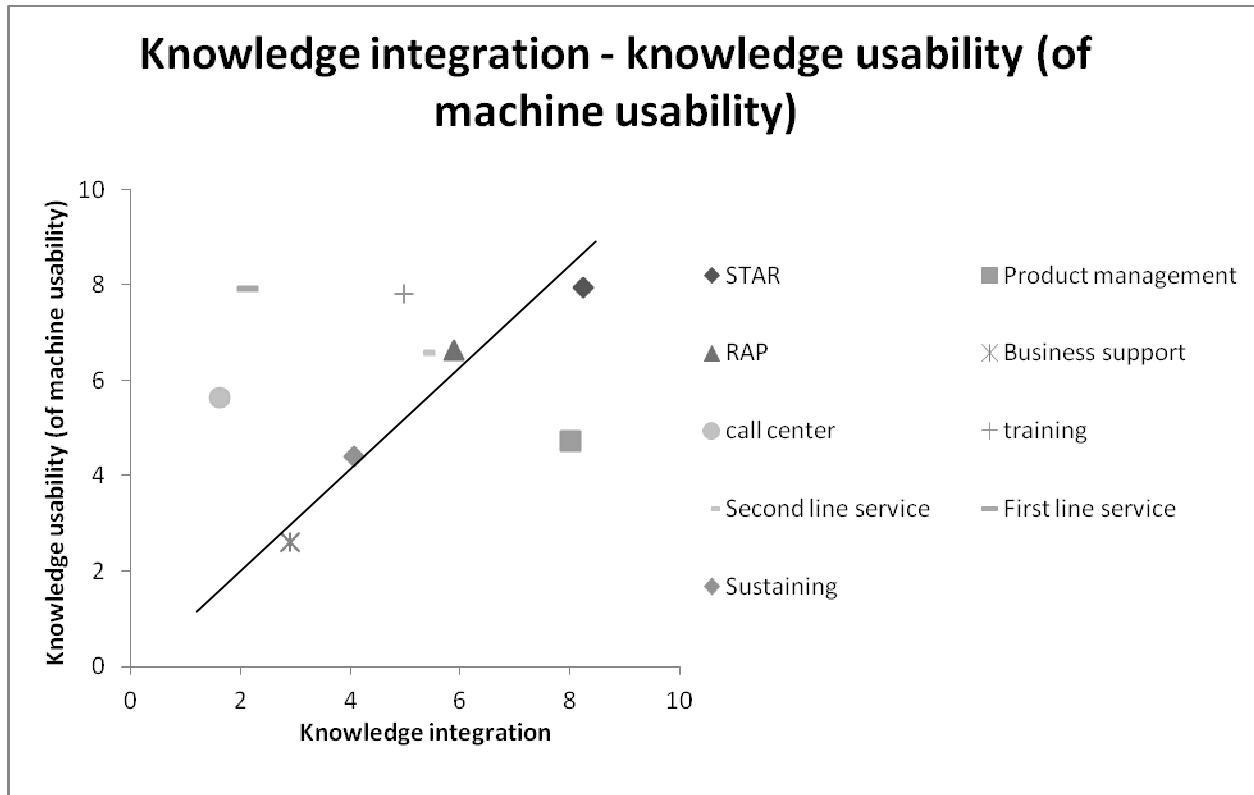 Knowledge integration - knowledge usability (of
machine usability)
Knowledge usability (of machine usability)
10
8
6
4
2
0
0 2 4 6 8 10
Knowledge integration
STAR Product management
RAP Business support
call center training
Second line service First line service
Sustaining